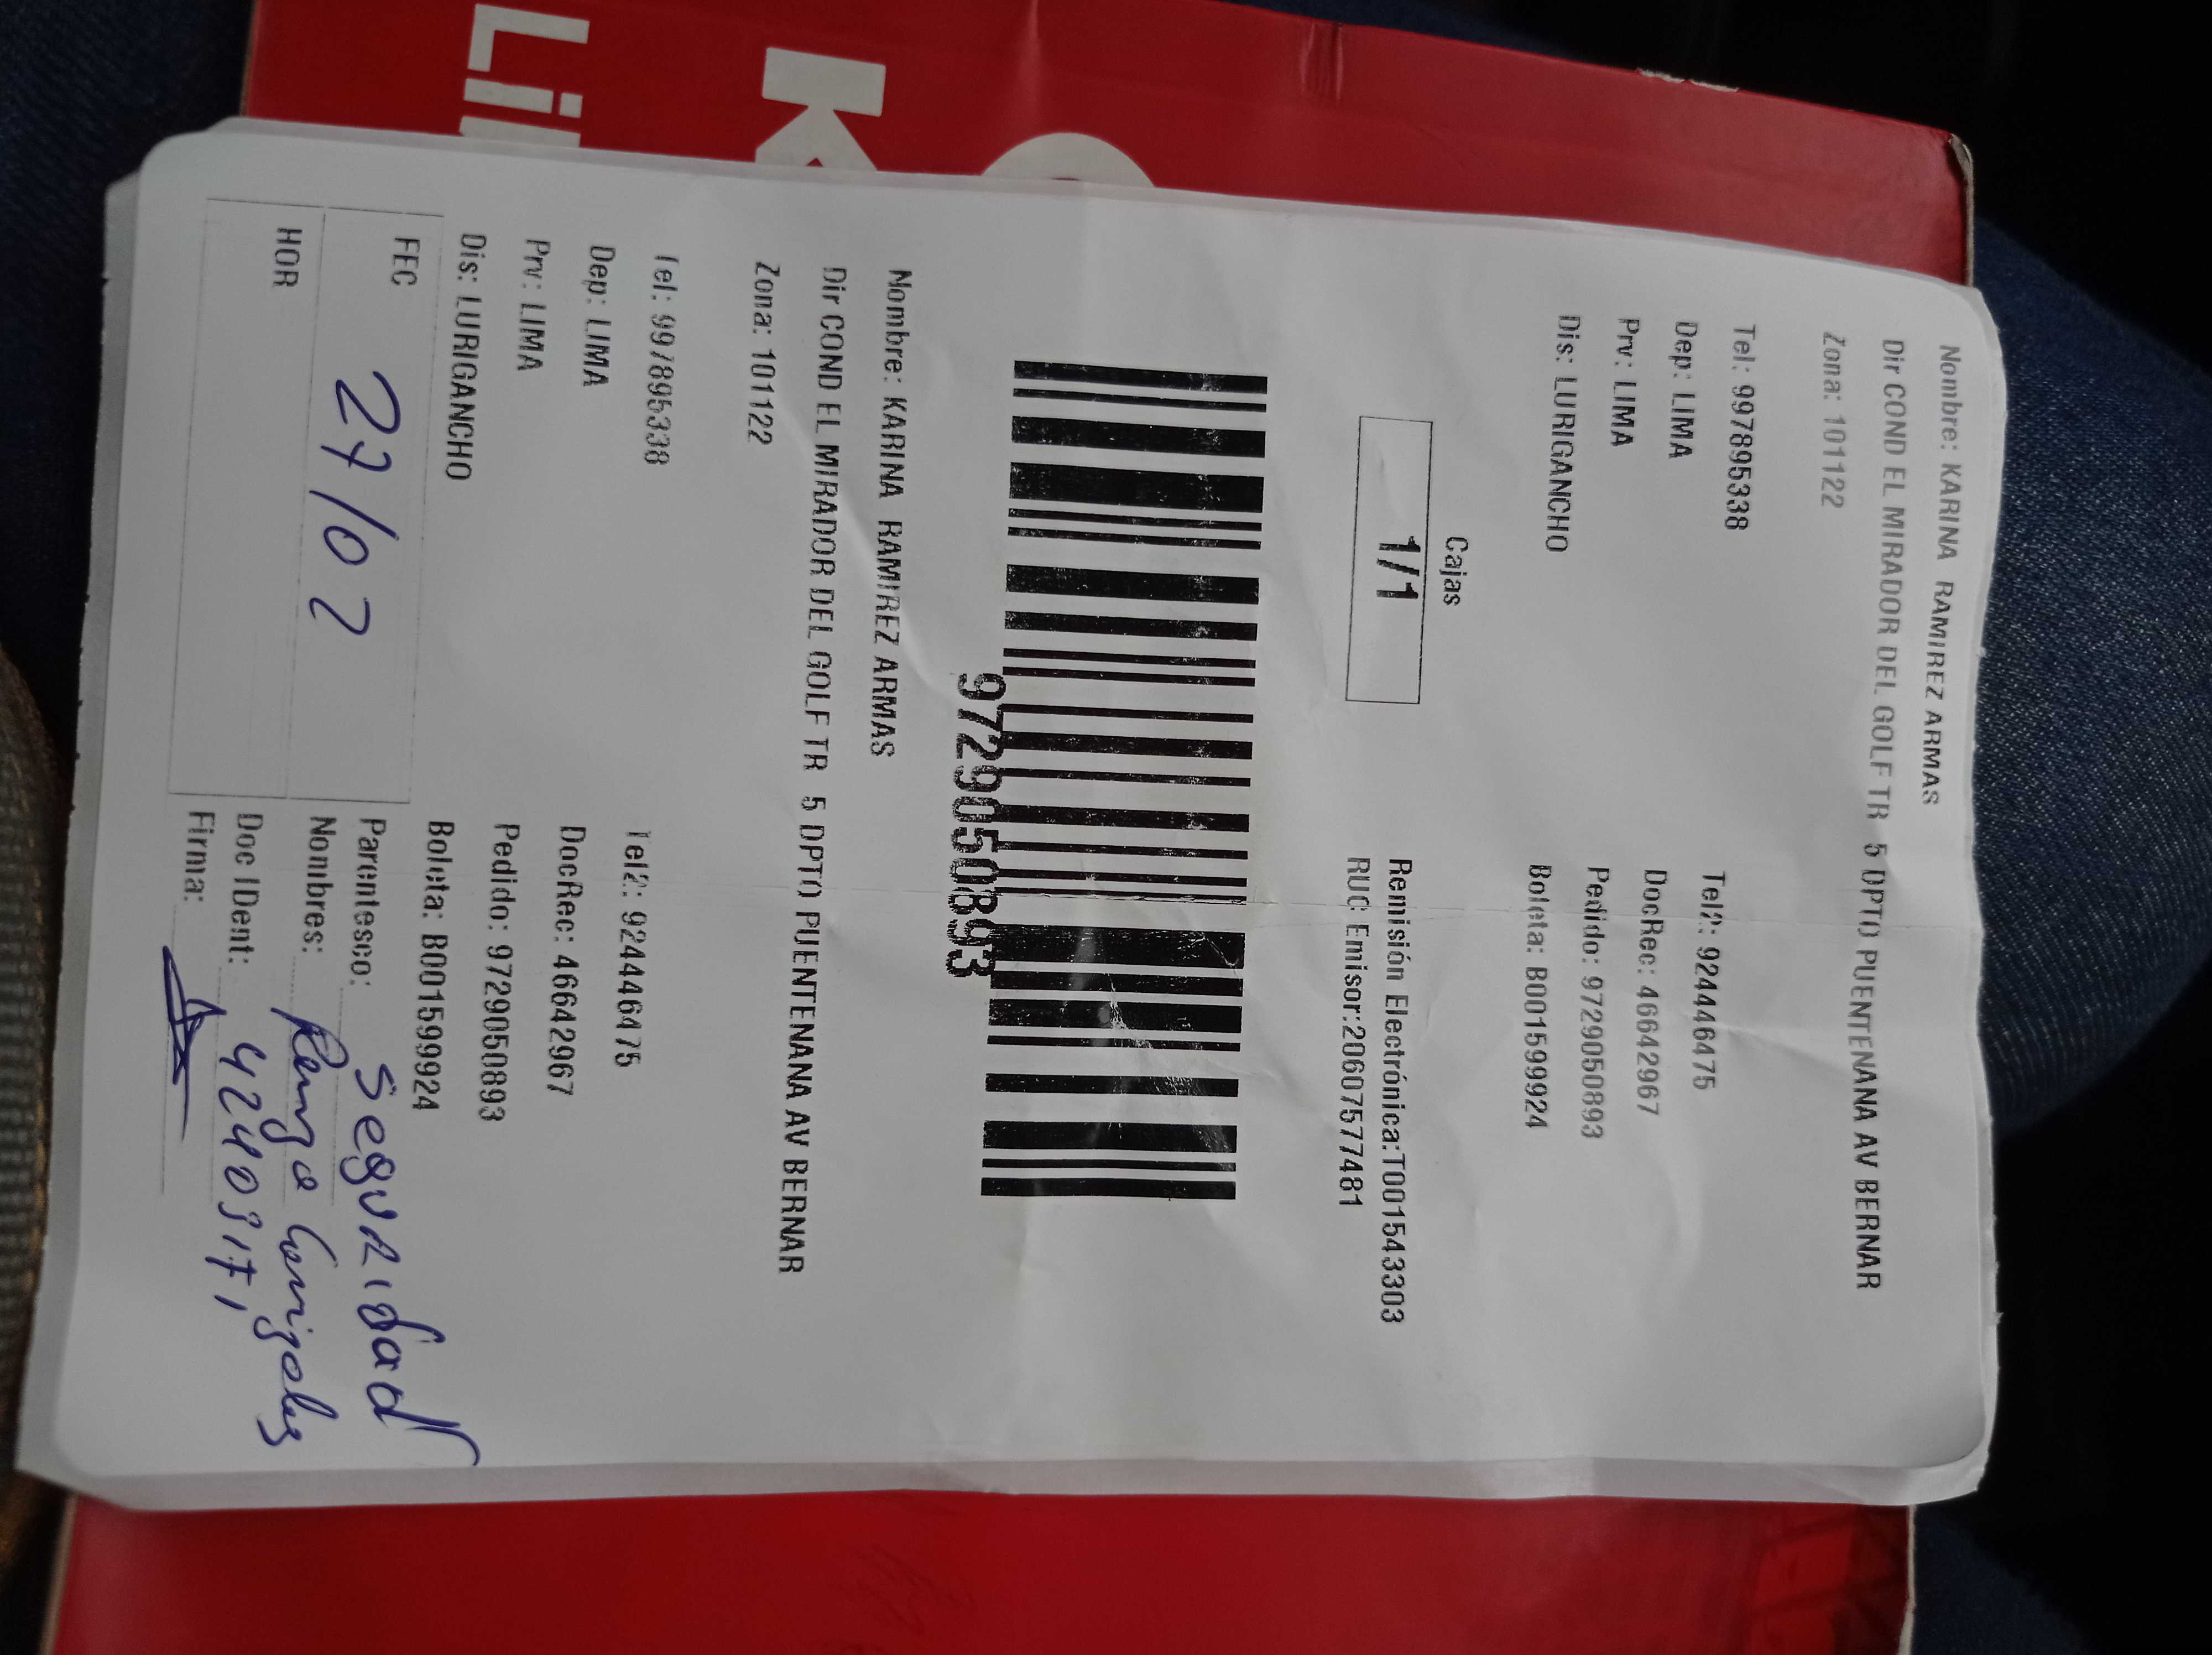 Nombre: KARINA RAMIREZ ARMAS
Dir COND EL MIRADOR DEL GOLF TR 5 DPTO PUENTENANA AV BERNAR
Zona: 101122
Tel: 997895338 Tel2: 924446475
Dep: LIMA DocRec: 46642967
Prv: LIMA Pedido: 9729050893
Dis: LURIGANCHO Boleta: B001599924
Cajas
1/1
Remisión Electrónica:T001543303
RUC Emisor:20607577481
9729050893
Nombre: KARINA RAMIREZ ARMAS
Dir COND EL MIRADOR DEL GOLF TR 5 DPTO PUENTENANA AV BERNAR
Zona: 101122
Tel: 997895338 Tel2: 924446475
Dep: LIMA DocRec: 46642967
Prv: LIMA Pedido: 9729050893
Dis: LURIGANCHO Boleta: B001599924
FEC 27/02
HOR
Parentesco: Seguridad
Nombres:
Doc IDent:
Firma: